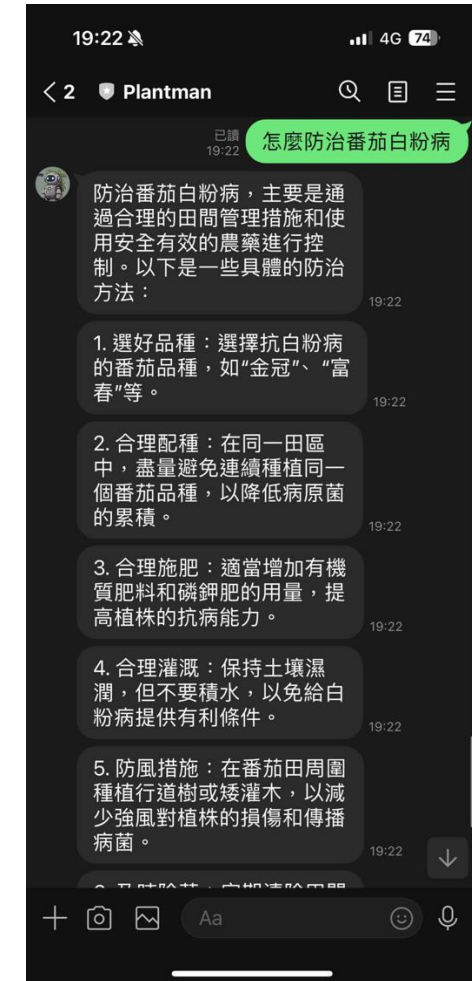 19:22
4G 74
2 Plantman
已讀
19:22
怎麼防治番茄白粉病
防治番茄白粉病，主要是通
過合理的田間管理措施和使
用安全有效的農藥進行控
制。以下是一些具體的防治
方法：
19:22
1. 選好品種：選擇抗白粉病
的番茄品種，如“金冠”、“富
春”等。
19:22
2. 合理配種：在同一田區
中，盡量避免連續種植同一
個番茄品種，以降低病原菌
的累積。
19:22
3. 合理施肥：適當增加有機
質肥料和磷鉀肥的用量，提
高植株的抗病能力。
19:22
4. 合理灌溉：保持土壤濕
潤，但不要積水，以免給白
粉病提供有利條件。
19:22
5. 防風措施：在番茄田周圍
種植行道樹或矮灌木，以減
少強風對植株的損傷和傳播
病菌。
19:22
Aa